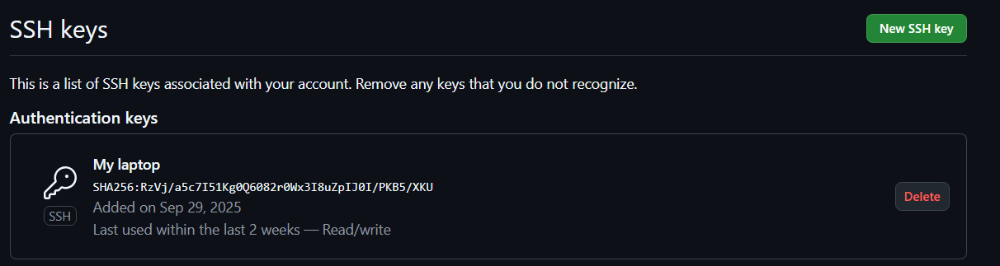 SSH keys
New SSH key
This is a list of SSH keys associated with your account. Remove any keys that you do not recognize.
Authentication keys
My laptop
SHA256:RzVj/a5c7I51Kg0Q6082r0Wx3I8uZpIJ0I/PKB5/XKU
SSH
Added on Sep 29, 2025
Last used within the last 2 weeks — Read/write
Delete